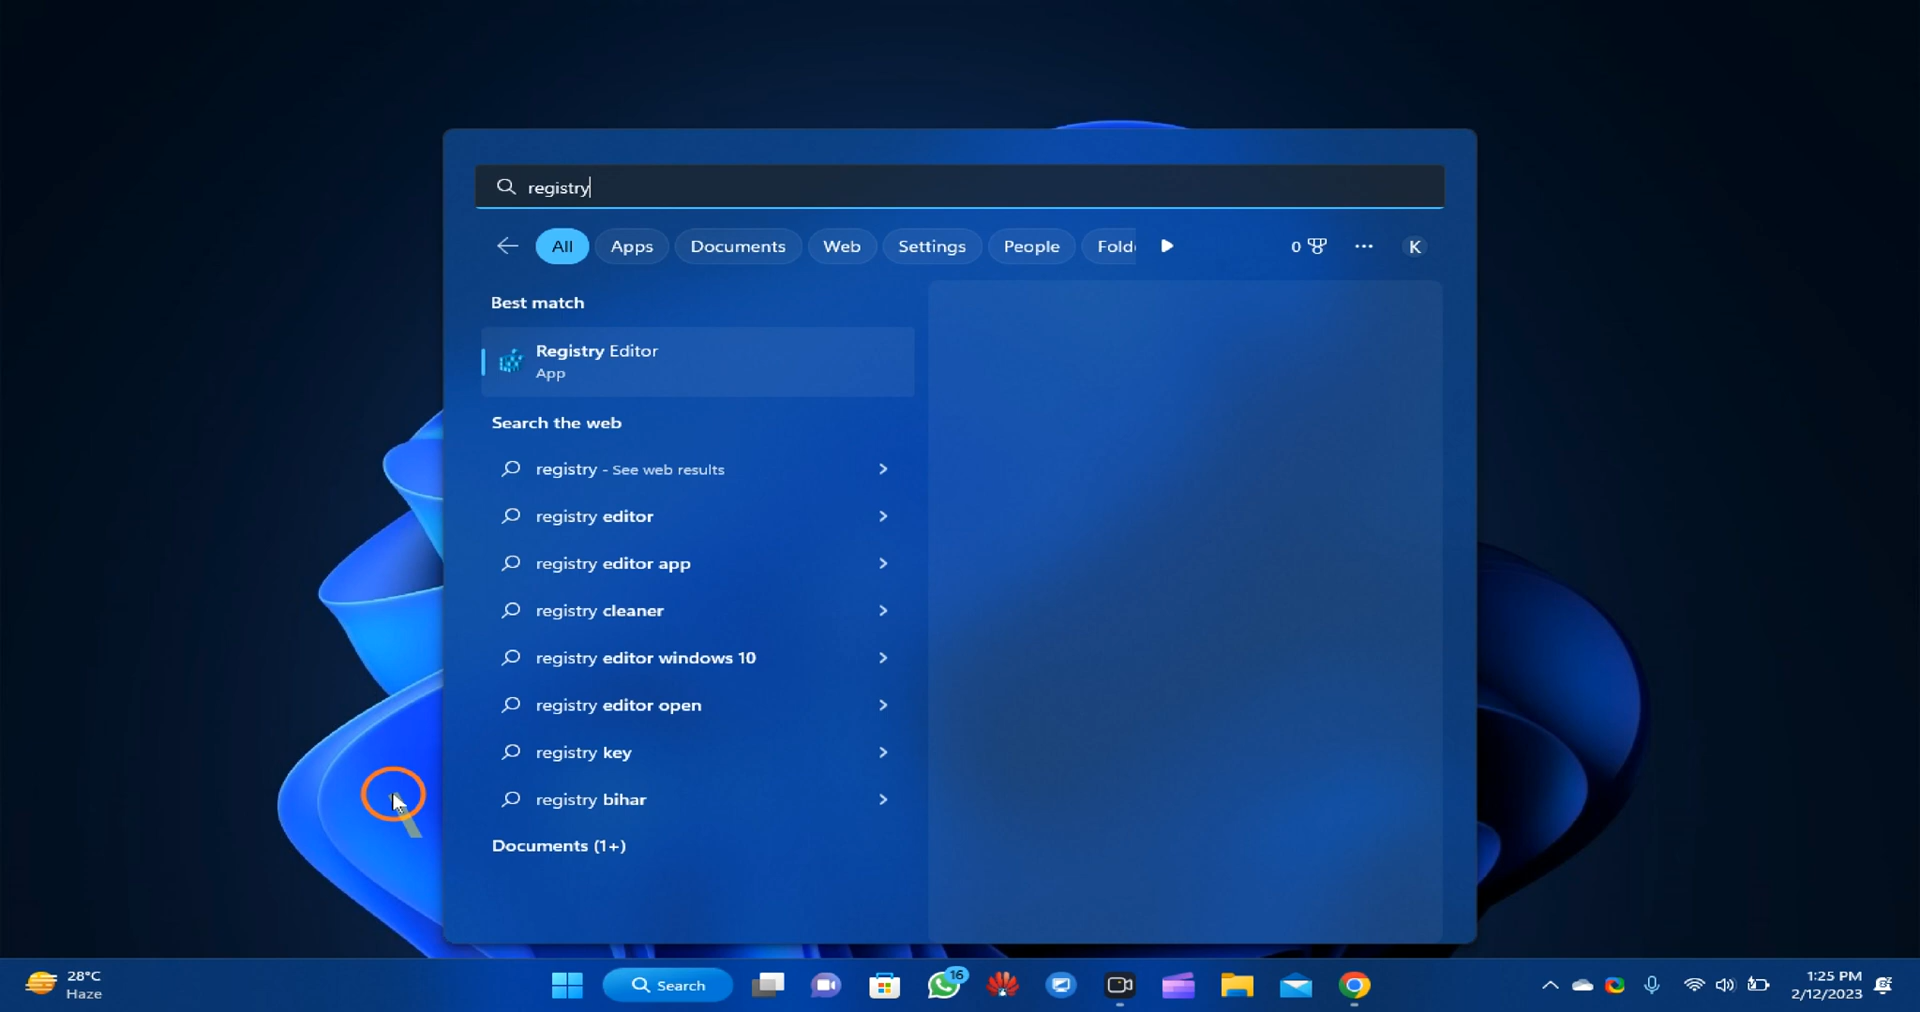 registry
All Apps Documents Web Settings People Fold 0 K
Best match
Registry Editor
App
Search the web
registry - See web results
registry editor
registry editor app
registry cleaner
registry editor windows 10
registry editor open
registry key
registry bihar
Documents (1+)
28°C
Haze
Search
16
1:25 PM
2/12/2023